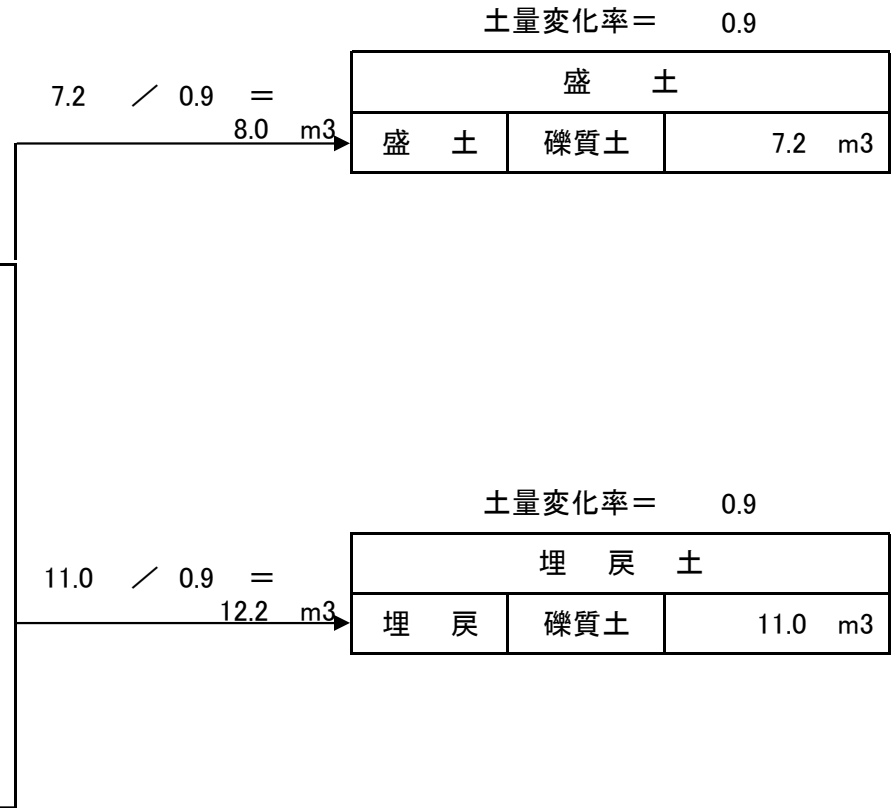 土量変化率＝ 0.9
盛 土
7.2 ／ 0.9 ＝
8.0 m3
盛 土 礫質土 7.2 m3
土量変化率＝ 0.9
埋 戻 土
11.0 ／ 0.9 ＝
12.2 m3
埋 戻 礫質土 11.0 m3